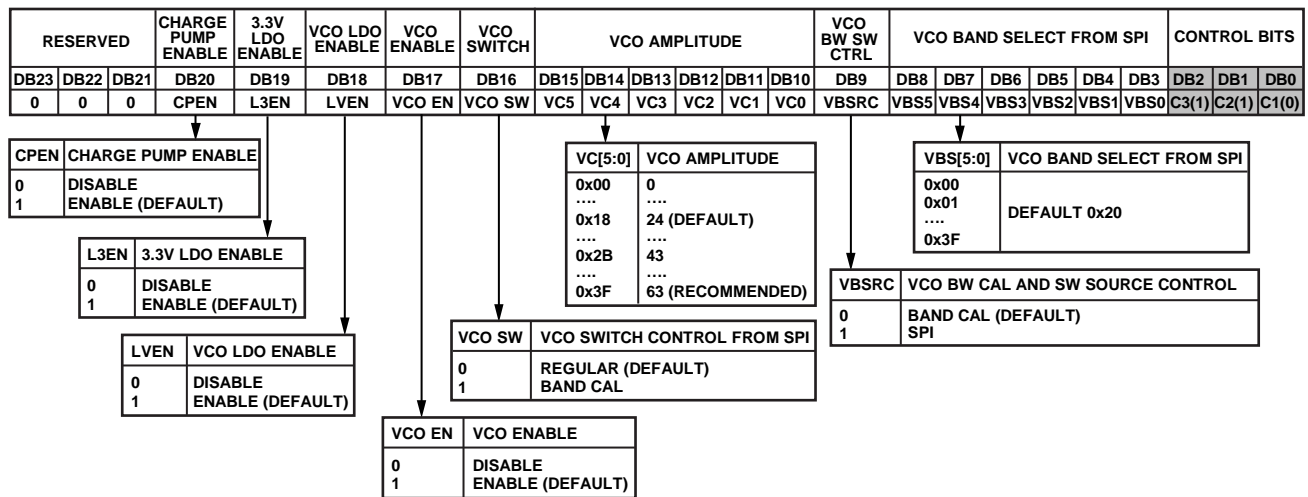 RESERVED CHARGE PUMP ENABLE 3.3V LDO ENABLE VCO LDO ENABLE VCO ENABLE VCO SWITCH VCO AMPLITUDE VCO BW SW CTRL VCO BAND SELECT FROM SPI CONTROL BITS
DB23 DB22 DB21 DB20 DB19 DB18 DB17 DB16 DB15 DB14 DB13 DB12 DB11 DB10 DB9 DB8 DB7 DB6 DB5 DB4 DB3 DB2 DB1 DB0
0 0 0 CPEN L3EN LVEN VCO EN VCO SW VC5 VC4 VC3 VC2 VC1 VC0 VBSRC VBS5 VBS4 VBS3 VBS2 VBS1 VBS0 C3(1) C2(1) C1(0)
CPEN CHARGE PUMP ENABLE
0 DISABLE
1 ENABLE (DEFAULT)
L3EN 3.3V LDO ENABLE
0 DISABLE
1 ENABLE (DEFAULT)
LVEN VCO LDO ENABLE
0 DISABLE
1 ENABLE (DEFAULT)
VCO EN VCO ENABLE
0 DISABLE
1 ENABLE (DEFAULT)
VCO SW VCO SWITCH CONTROL FROM SPI
0 REGULAR (DEFAULT)
1 BAND CAL
VC[5:0] VCO AMPLITUDE
0x00 0
.... ....
0x18 24 (DEFAULT)
.... ....
0x2B 43
.... ....
0x3F 63 (RECOMMENDED)
VBSRC VCO BW CAL AND SW SOURCE CONTROL
0 BAND CAL (DEFAULT)
1 SPI
VBS[5:0] VCO BAND SELECT FROM SPI
0x00
0x01
....
0x3F
DEFAULT 0x20